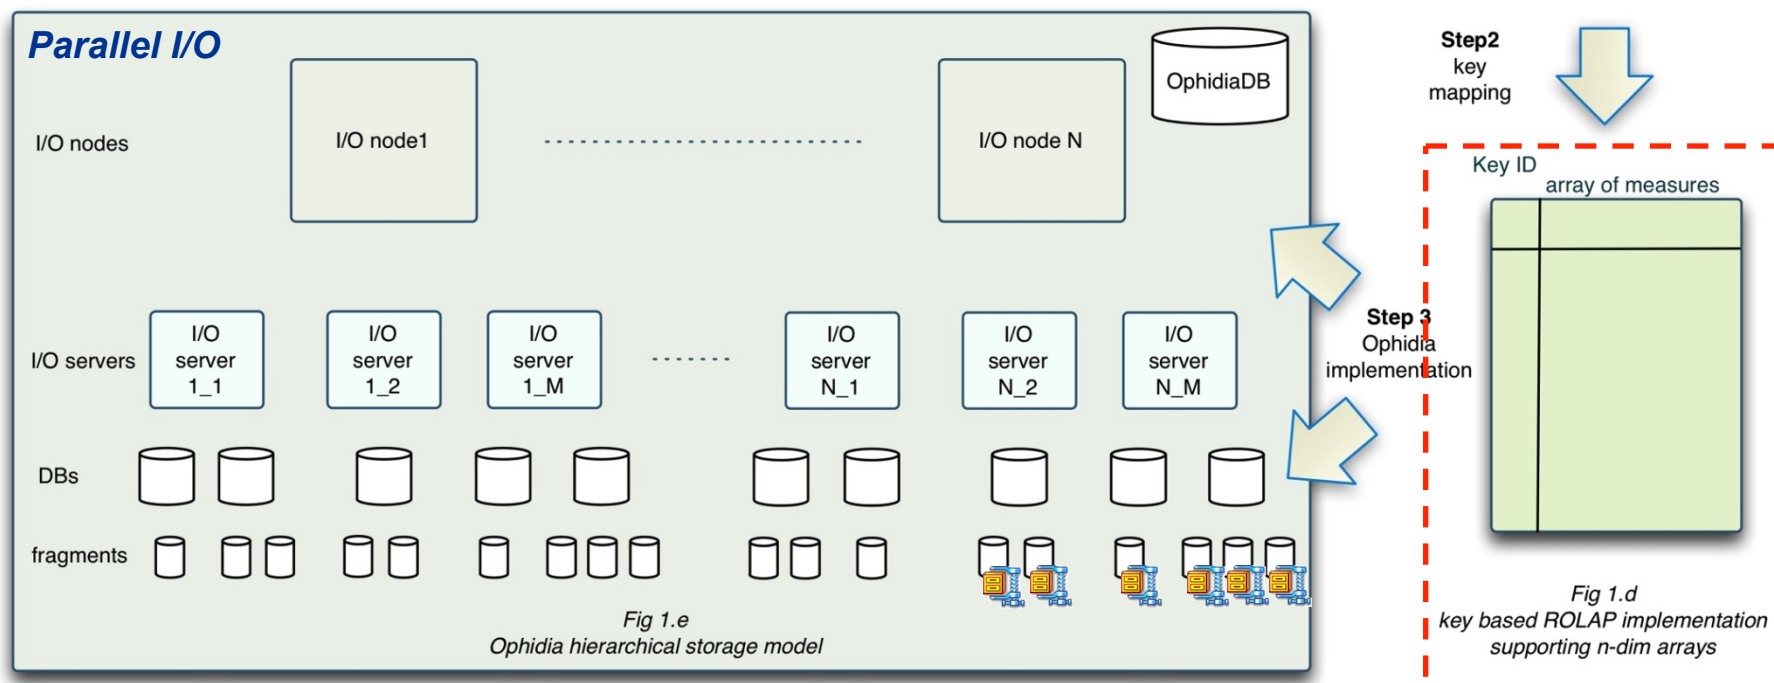 Parallel I/O
OphidiaDB
I/O nodes
I/O node1
I/O node N
I/O servers
I/O
server
1_1
I/O
server
1_2
I/O
server
1_M
I/O
server
N_1
I/O
server
N_2
I/O
server
N_M
DBs
fragments
Fig 1.e
Ophidia hierarchical storage model
Step2
key
mapping
Step 3
Ophidia
implementation
Key ID
array of measures
Fig 1.d
key based ROLAP implementation
supporting n-dim arrays